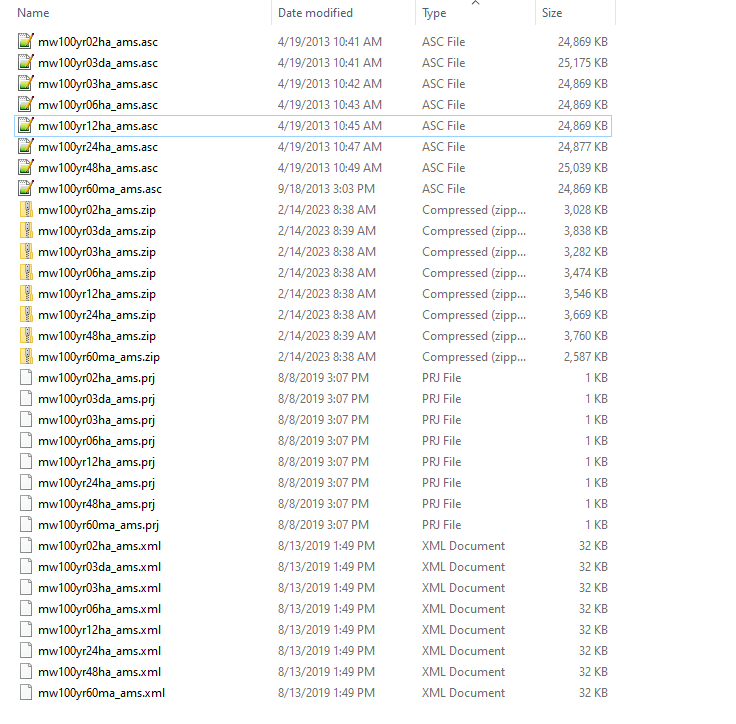 Name Date modified Type Size
mw100yr02ha_ams.asc 4/19/2013 10:41 AM ASC File 24,869 KB
mw100yr03da_ams.asc 4/19/2013 10:41 AM ASC File 25,175 KB
mw100yr03ha_ams.asc 4/19/2013 10:42 AM ASC File 24,869 KB
mw100yr06ha_ams.asc 4/19/2013 10:43 AM ASC File 24,869 KB
mw100yr12ha_ams.asc 4/19/2013 10:45 AM ASC File 24,869 KB
mw100yr24ha_ams.asc 4/19/2013 10:47 AM ASC File 24,877 KB
mw100yr48ha_ams.asc 4/19/2013 10:49 AM ASC File 25,039 KB
mw100yr60ma_ams.asc 9/18/2013 3:03 PM ASC File 24,869 KB
mw100yr02ha_ams.zip 2/14/2023 8:38 AM Compressed (zipp... 3,028 KB
mw100yr03da_ams.zip 2/14/2023 8:39 AM Compressed (zipp... 3,838 KB
mw100yr03ha_ams.zip 2/14/2023 8:38 AM Compressed (zipp... 3,282 KB
mw100yr06ha_ams.zip 2/14/2023 8:38 AM Compressed (zipp... 3,474 KB
mw100yr12ha_ams.zip 2/14/2023 8:38 AM Compressed (zipp... 3,546 KB
mw100yr24ha_ams.zip 2/14/2023 8:38 AM Compressed (zipp... 3,669 KB
mw100yr48ha_ams.zip 2/14/2023 8:39 AM Compressed (zipp... 3,760 KB
mw100yr60ma_ams.zip 2/14/2023 8:38 AM Compressed (zipp... 2,587 KB
mw100yr02ha_ams.prj 8/8/2019 3:07 PM PRJ File 1 KB
mw100yr03da_ams.prj 8/8/2019 3:07 PM PRJ File 1 KB
mw100yr03ha_ams.prj 8/8/2019 3:07 PM PRJ File 1 KB
mw100yr06ha_ams.prj 8/8/2019 3:07 PM PRJ File 1 KB
mw100yr12ha_ams.prj 8/8/2019 3:07 PM PRJ File 1 KB
mw100yr24ha_ams.prj 8/8/2019 3:07 PM PRJ File 1 KB
mw100yr48ha_ams.prj 8/8/2019 3:07 PM PRJ File 1 KB
mw100yr60ma_ams.prj 8/8/2019 3:07 PM PRJ File 1 KB
mw100yr02ha_ams.xml 8/13/2019 1:49 PM XML Document 32 KB
mw100yr03da_ams.xml 8/13/2019 1:49 PM XML Document 32 KB
mw100yr03ha_ams.xml 8/13/2019 1:49 PM XML Document 32 KB
mw100yr06ha_ams.xml 8/13/2019 1:49 PM XML Document 32 KB
mw100yr12ha_ams.xml 8/13/2019 1:49 PM XML Document 32 KB
mw100yr24ha_ams.xml 8/13/2019 1:49 PM XML Document 32 KB
mw100yr48ha_ams.xml 8/13/2019 1:49 PM XML Document 32 KB
mw100yr60ma_ams.xml 8/13/2019 1:49 PM XML Document 32 KB